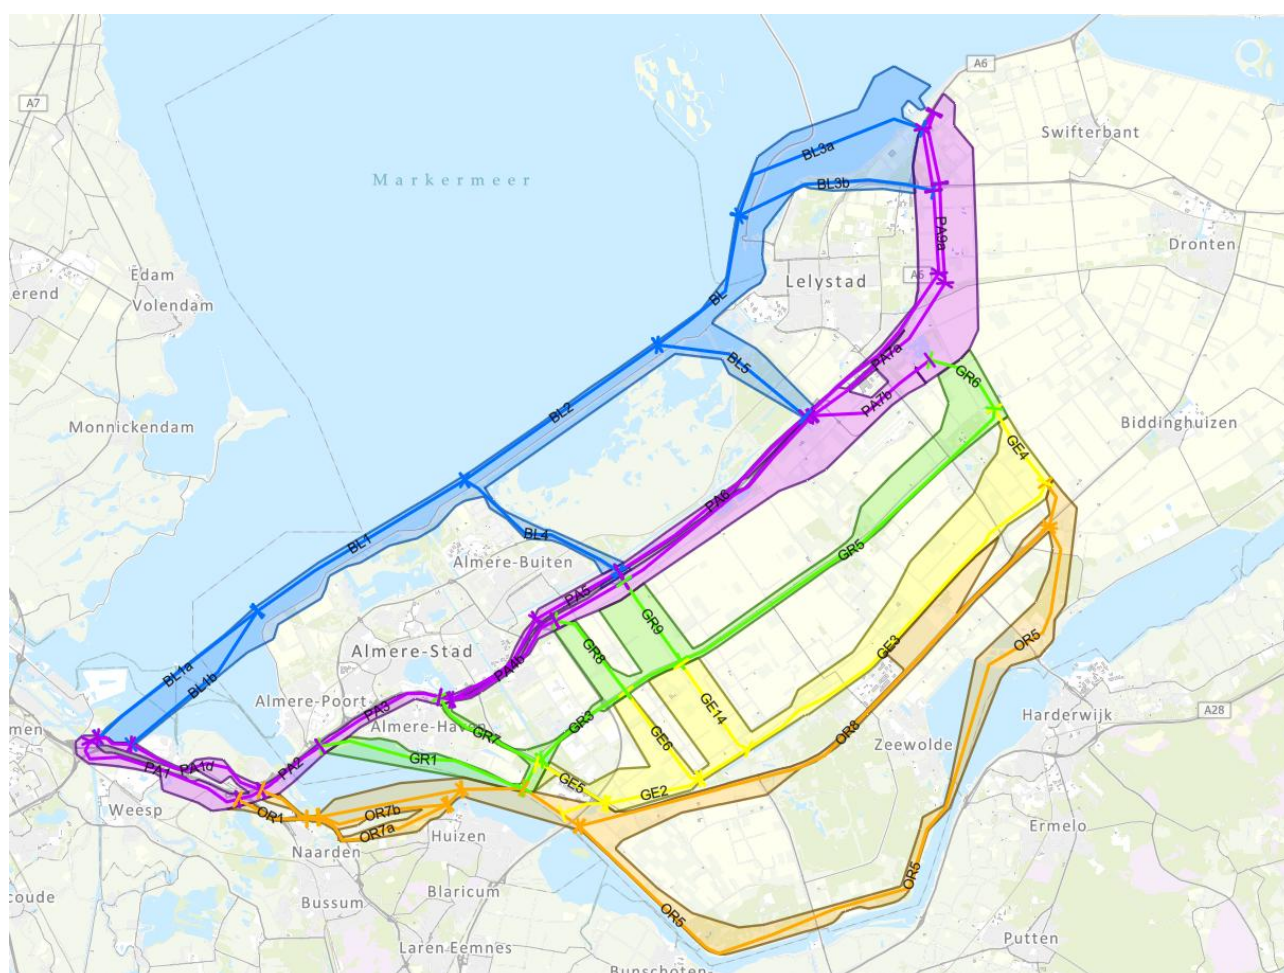 A6
A7
Swifterbant
BL3a
Markermeer
BL3b
PA9a
Dronten
Edam
erend
Volendam
A6
Lelystad
BL
PA7a
BL5
GR6
PA7b
BL2
Monnickendam
Biddinghuizen
GE4
PA6
BL4
BL1
GR5
Almere-Buiten
PA5
GR9
OR5
Almere-Stad
GR8
GE3
BL1a
PA4b
BL1b
Almere-Poort
PA3
GE14
A28
Harderwijk
Almere-Haven
GR3
men
GR7
OR8
Zeewolde
PA2
GR1
GE6
PA1
PA1d
GE5
GE2
Weesp
OR1
OR7b
OR7a
Huizen
Ermelo
Naarden
OR5
Blaricum
coude
Bussum
OR5
Putten
Laren Eemnes
Bunschoten-